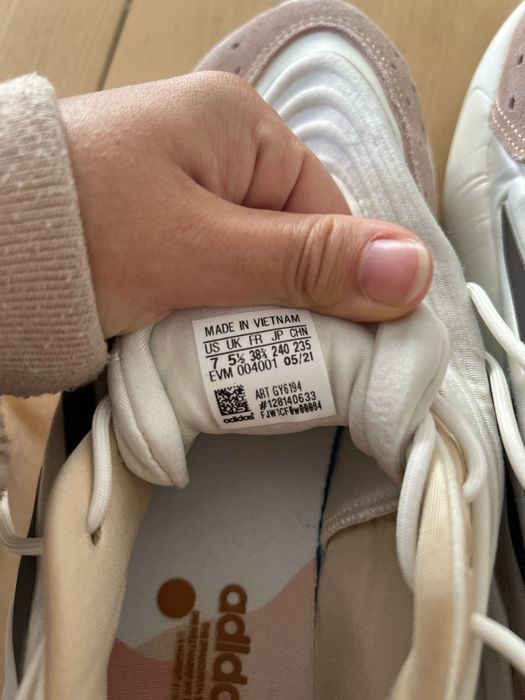 MADE IN VIETNAM
US UK FR JP CHN
7 5½ 38⅔ 240 235
EVM 004001 05/21
ART GY6194
#128140633
adidas
adidas